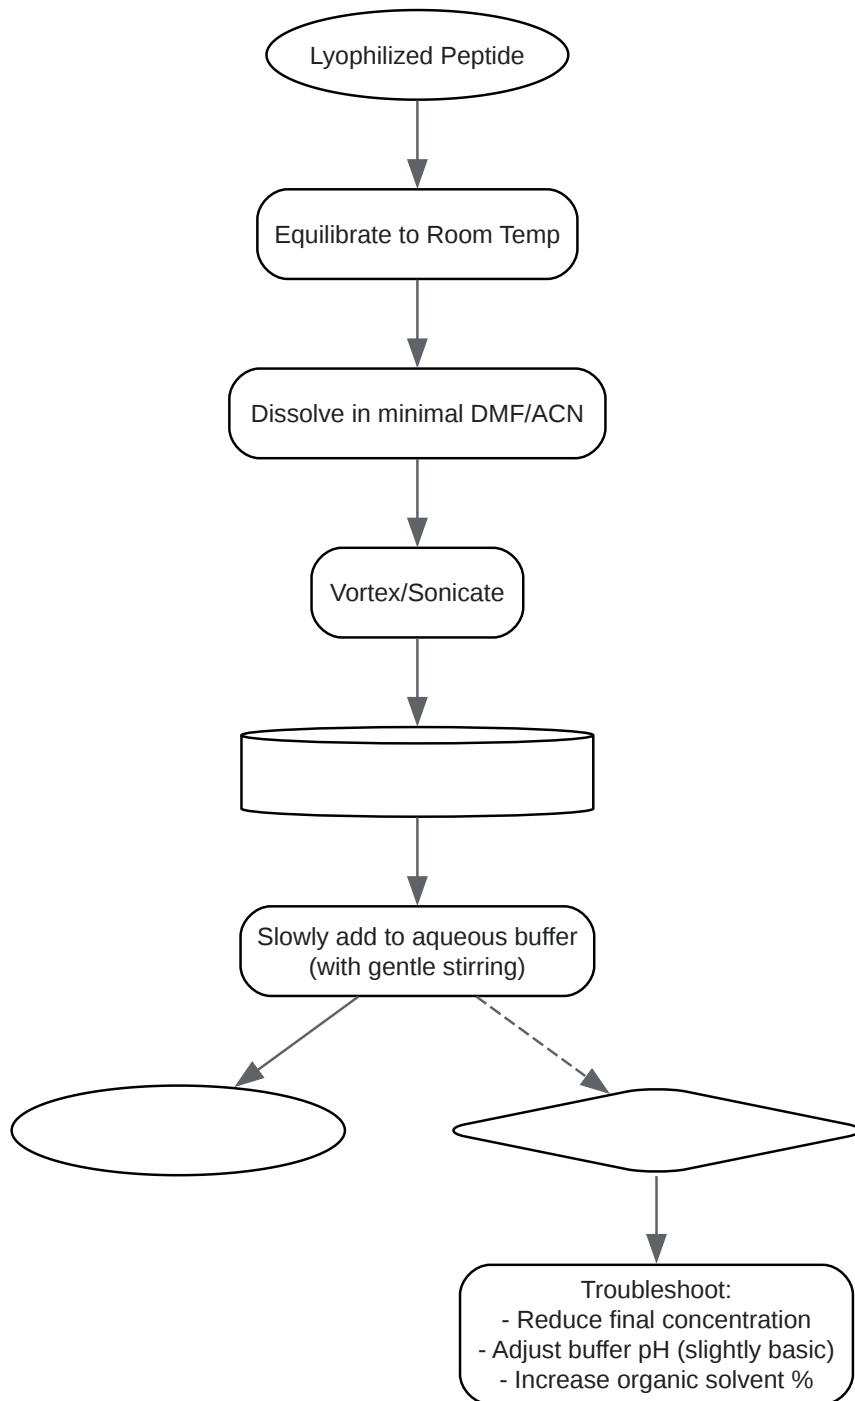 Lyophilized Peptide
Equilibrate to Room Temp
Dissolve in minimal DMF/ACN
Vortex/Sonicate
Slowly add to aqueous buffer
(with gentle stirring)
Troubleshoot:
- Reduce final concentration
- Adjust buffer pH (slightly basic)
- Increase organic solvent %